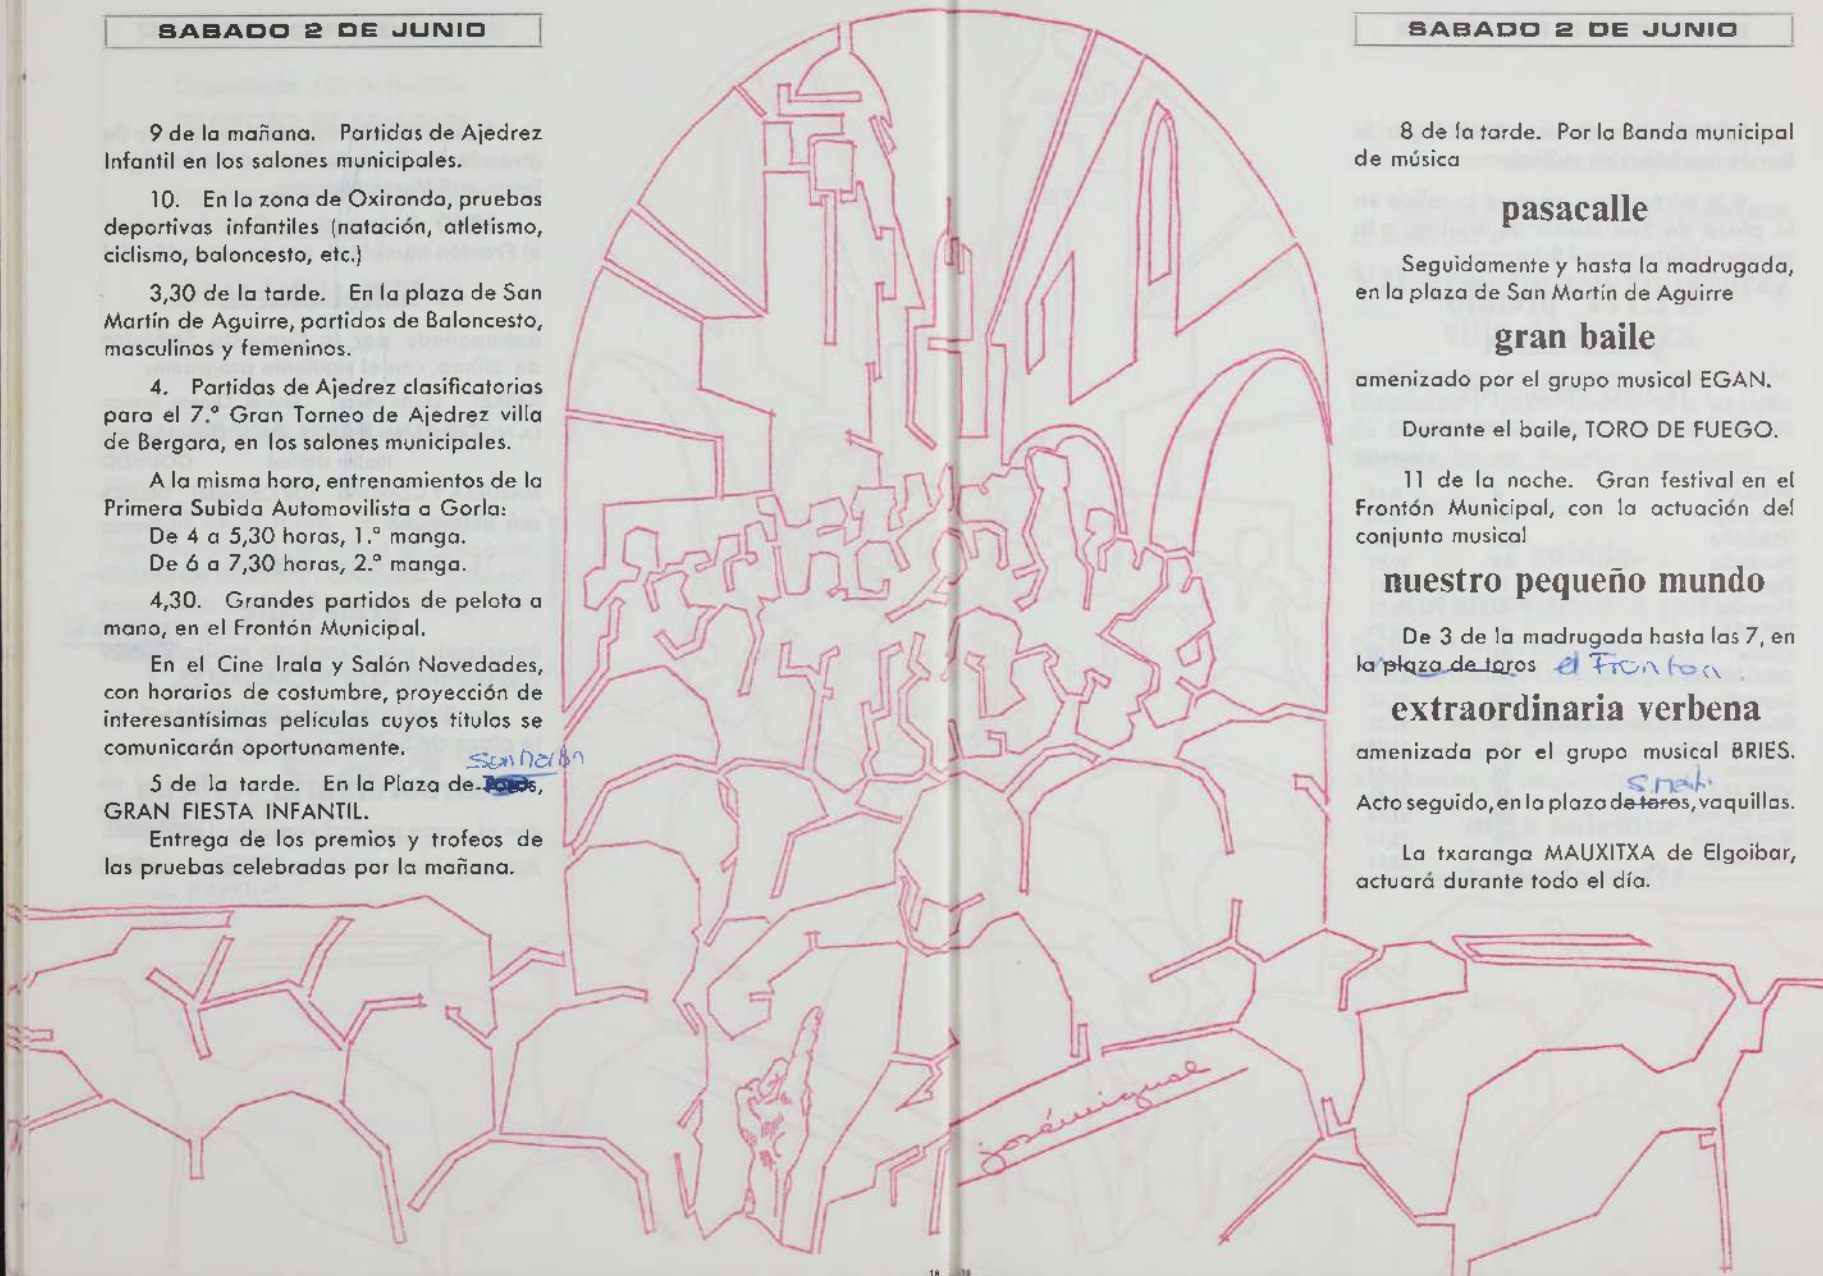 SABADO 2 DE JUNIO
9 de la mañana. Partidas de Ajedrez
Infantil en los salones municipales.
10. En la zona de Oxirondo, pruebas
deportivas infantiles (natación, atletismo,
ciclismo, baloncesto, etc.)
3,30 de la tarde. En la plaza de San
Martín de Aguirre, partidos de Baloncesto,
masculinos y femeninos.
4. Partidas de Ajedrez clasificatorias
para el 7.º Gran Torneo de Ajedrez villa
de Bergara, en los salones municipales.
A la misma hora, entrenamientos de la
Primera Subida Automovilista a Gorla:
De 4 a 5,30 horas, 1.ª manga.
De 6 a 7,30 horas, 2.ª manga.
4,30. Grandes partidos de pelota a
mano, en el Frontón Municipal.
En el Cine Irala y Salón Novedades,
con horarios de costumbre, proyección de
interesantísimas películas cuyos títulos se
comunicarán oportunamente.
San Martín
5 de la tarde. En la Plaza de
GRAN FIESTA INFANTIL.
Entrega de los premios y trofeos de
las pruebas celebradas por la mañana.
josémiguel
18
SABADO 2 DE JUNIO
8 de la tarde. Por la Banda municipal
de música
pasacalle
Seguidamente y hasta la madrugada,
en la plaza de San Martín de Aguirre
gran baile
amenizado por el grupo musical EGAN.
Durante el baile, TORO DE FUEGO.
11 de la noche. Gran festival en el
Frontón Municipal, con la actuación del
conjunto musical
nuestro pequeño mundo
De 3 de la madrugada hasta las 7, en
la plaza de toros el Fronton.
extraordinaria verbena
amenizada por el grupo musical BRIES.
Acto seguido, en la plaza de toros, vaquillas.
La txaranga MAUXITXA de Elgoibar,
actuará durante todo el día.
19